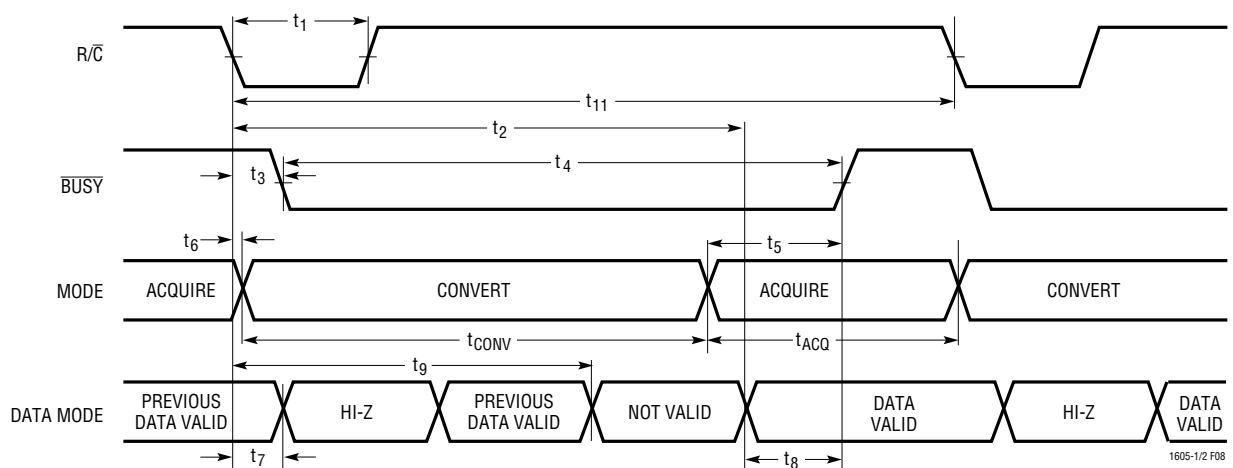 t1
R/C̅
t11
t2
t4
t3
B̅U̅S̅Y̅
t6
t5
MODE
ACQUIRE
CONVERT
ACQUIRE
CONVERT
tCONV
tACQ
t9
DATA MODE
PREVIOUS
DATA VALID
HI-Z
PREVIOUS
DATA VALID
NOT VALID
DATA
VALID
HI-Z
DATA
VALID
t7
t8
1605-1/2 F08